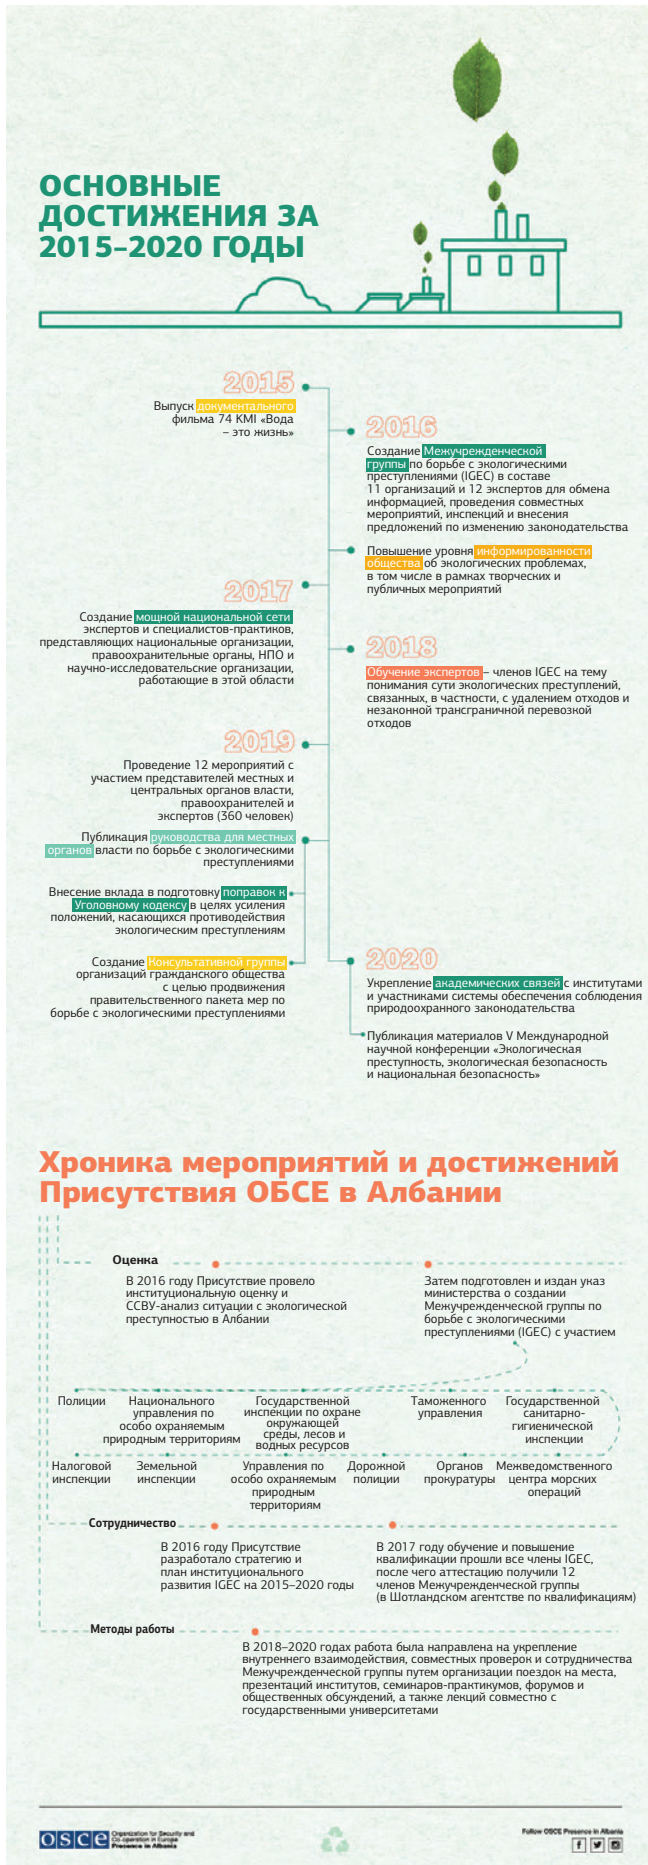 ОСНОВНЫЕ
ДОСТИЖЕНИЯ ЗА
2015–2020 ГОДЫ
2015
Выпуск документального
фильма 74 KMI «Вода
– это жизнь»
2016
Создание Межучрежденческой
группы по борьбе с экологическими
преступлениями (IGEC) в составе
11 организаций и 12 экспертов для обмена
информацией, проведения совместных
мероприятий, инспекций и внесения
предложений по изменению законодательства
Повышение уровня информированности
общества об экологических проблемах,
в том числе в рамках творческих и
публичных мероприятий
2017
Создание мощной национальной сети
экспертов и специалистов-практиков,
представляющих национальные организации,
правоохранительные органы, НПО и
научно-исследовательские организации,
работающие в этой области
2018
Обучение экспертов – членов IGEC на тему
понимания сути экологических преступлений,
связанных, в частности, с удалением отходов и
незаконной трансграничной перевозкой
отходов
2019
Проведение 12 мероприятий с
участием представителей местных и
центральных органов власти,
правоохранителей и
экспертов (360 человек)
Публикация руководства для местных
органов власти по борьбе с экологическими
преступлениями
Внесение вклада в подготовку поправок к
Уголовному кодексу в целях усиления
положений, касающихся противодействия
экологическим преступлениям
Создание Консультативной группы
организаций гражданского общества
с целью продвижения
правительственного пакета мер по
борьбе с экологическими преступлениями
2020
Укрепление академических связей с институтами
и участниками системы обеспечения соблюдения
природоохранного законодательства
Публикация материалов V Международной
научной конференции «Экологическая
преступность, экологическая безопасность
и национальная безопасность»
Хроника мероприятий и достижений
Присутствия ОБСЕ в Албании
Оценка
В 2016 году Присутствие провело
институциональную оценку и
ССВУ-анализ ситуации с экологической
преступностью в Албании
Затем подготовлен и издан указ
министерства о создании
Межучрежденческой группы по
борьбе с экологическими
преступлениями (IGEC) с участием
Полиции
Национального
управления по
особо охраняемым
природным территориям
Государственной
инспекции по охране
окружающей
среды, лесов и
водных ресурсов
Таможенного
управления
Государственной
санитарно-
гигиенической
инспекции
Налоговой
инспекции
Земельной
инспекции
Управления по
особо охраняемым
природным
территориям
Дорожной
полиции
Органов
прокуратуры
Межведомственного
центра морских
операций
Сотрудничество
В 2016 году Присутствие
разработало стратегию и
план институционального
развития IGEC на 2015–2020 годы
В 2017 году обучение и повышение
квалификации прошли все члены IGEC,
после чего аттестацию получили 12
членов Межучрежденческой группы
(в Шотландском агентстве по квалификациям)
Методы работы
В 2018–2020 годах работа была направлена на укрепление
внутреннего взаимодействия, совместных проверок и сотрудничества
Межучрежденческой группы путем организации поездок на места,
презентаций институтов, семинаров-практикумов, форумов и
общественных обсуждений, а также лекций совместно с
государственными университетами
OSCE
Organization for Security and
Co-operation in Europe
Presence in Albania
Follow OSCE Presence in Albania